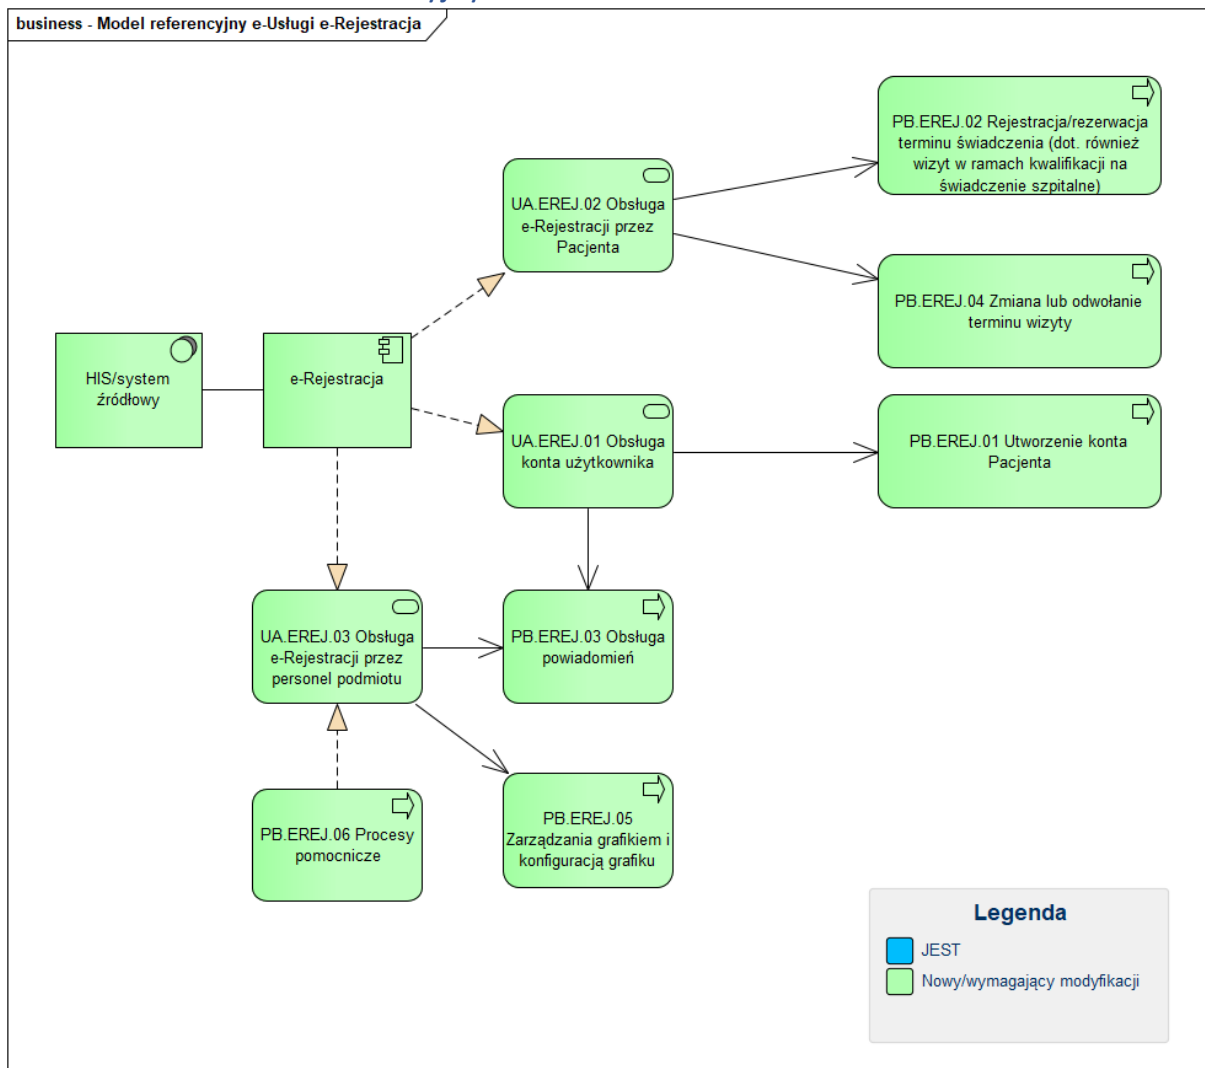 business - Model referencyjny e-Usługi e-Rejestracja
PB.EREJ.02 Rejestracja/rezerwacja
terminu świadczenia (dot. również
wizyt w ramach kwalifikacji na
świadczenie szpitalne)
UA.EREJ.02 Obsługa
e-Rejestracji przez
Pacjenta
PB.EREJ.04 Zmiana lub odwołanie
terminu wizyty
HIS/system
źródłowy
e-Rejestracja
UA.EREJ.01 Obsługa
konta użytkownika
PB.EREJ.01 Utworzenie konta
Pacjenta
UA.EREJ.03 Obsługa
e-Rejestracji przez
personel podmiotu
PB.EREJ.03 Obsługa
powiadomień
PB.EREJ.06 Procesy
pomocnicze
PB.EREJ.05
Zarządzania grafikiem i
konfiguracją grafiku
Legenda
JEST
Nowy/wymagający modyfikacji